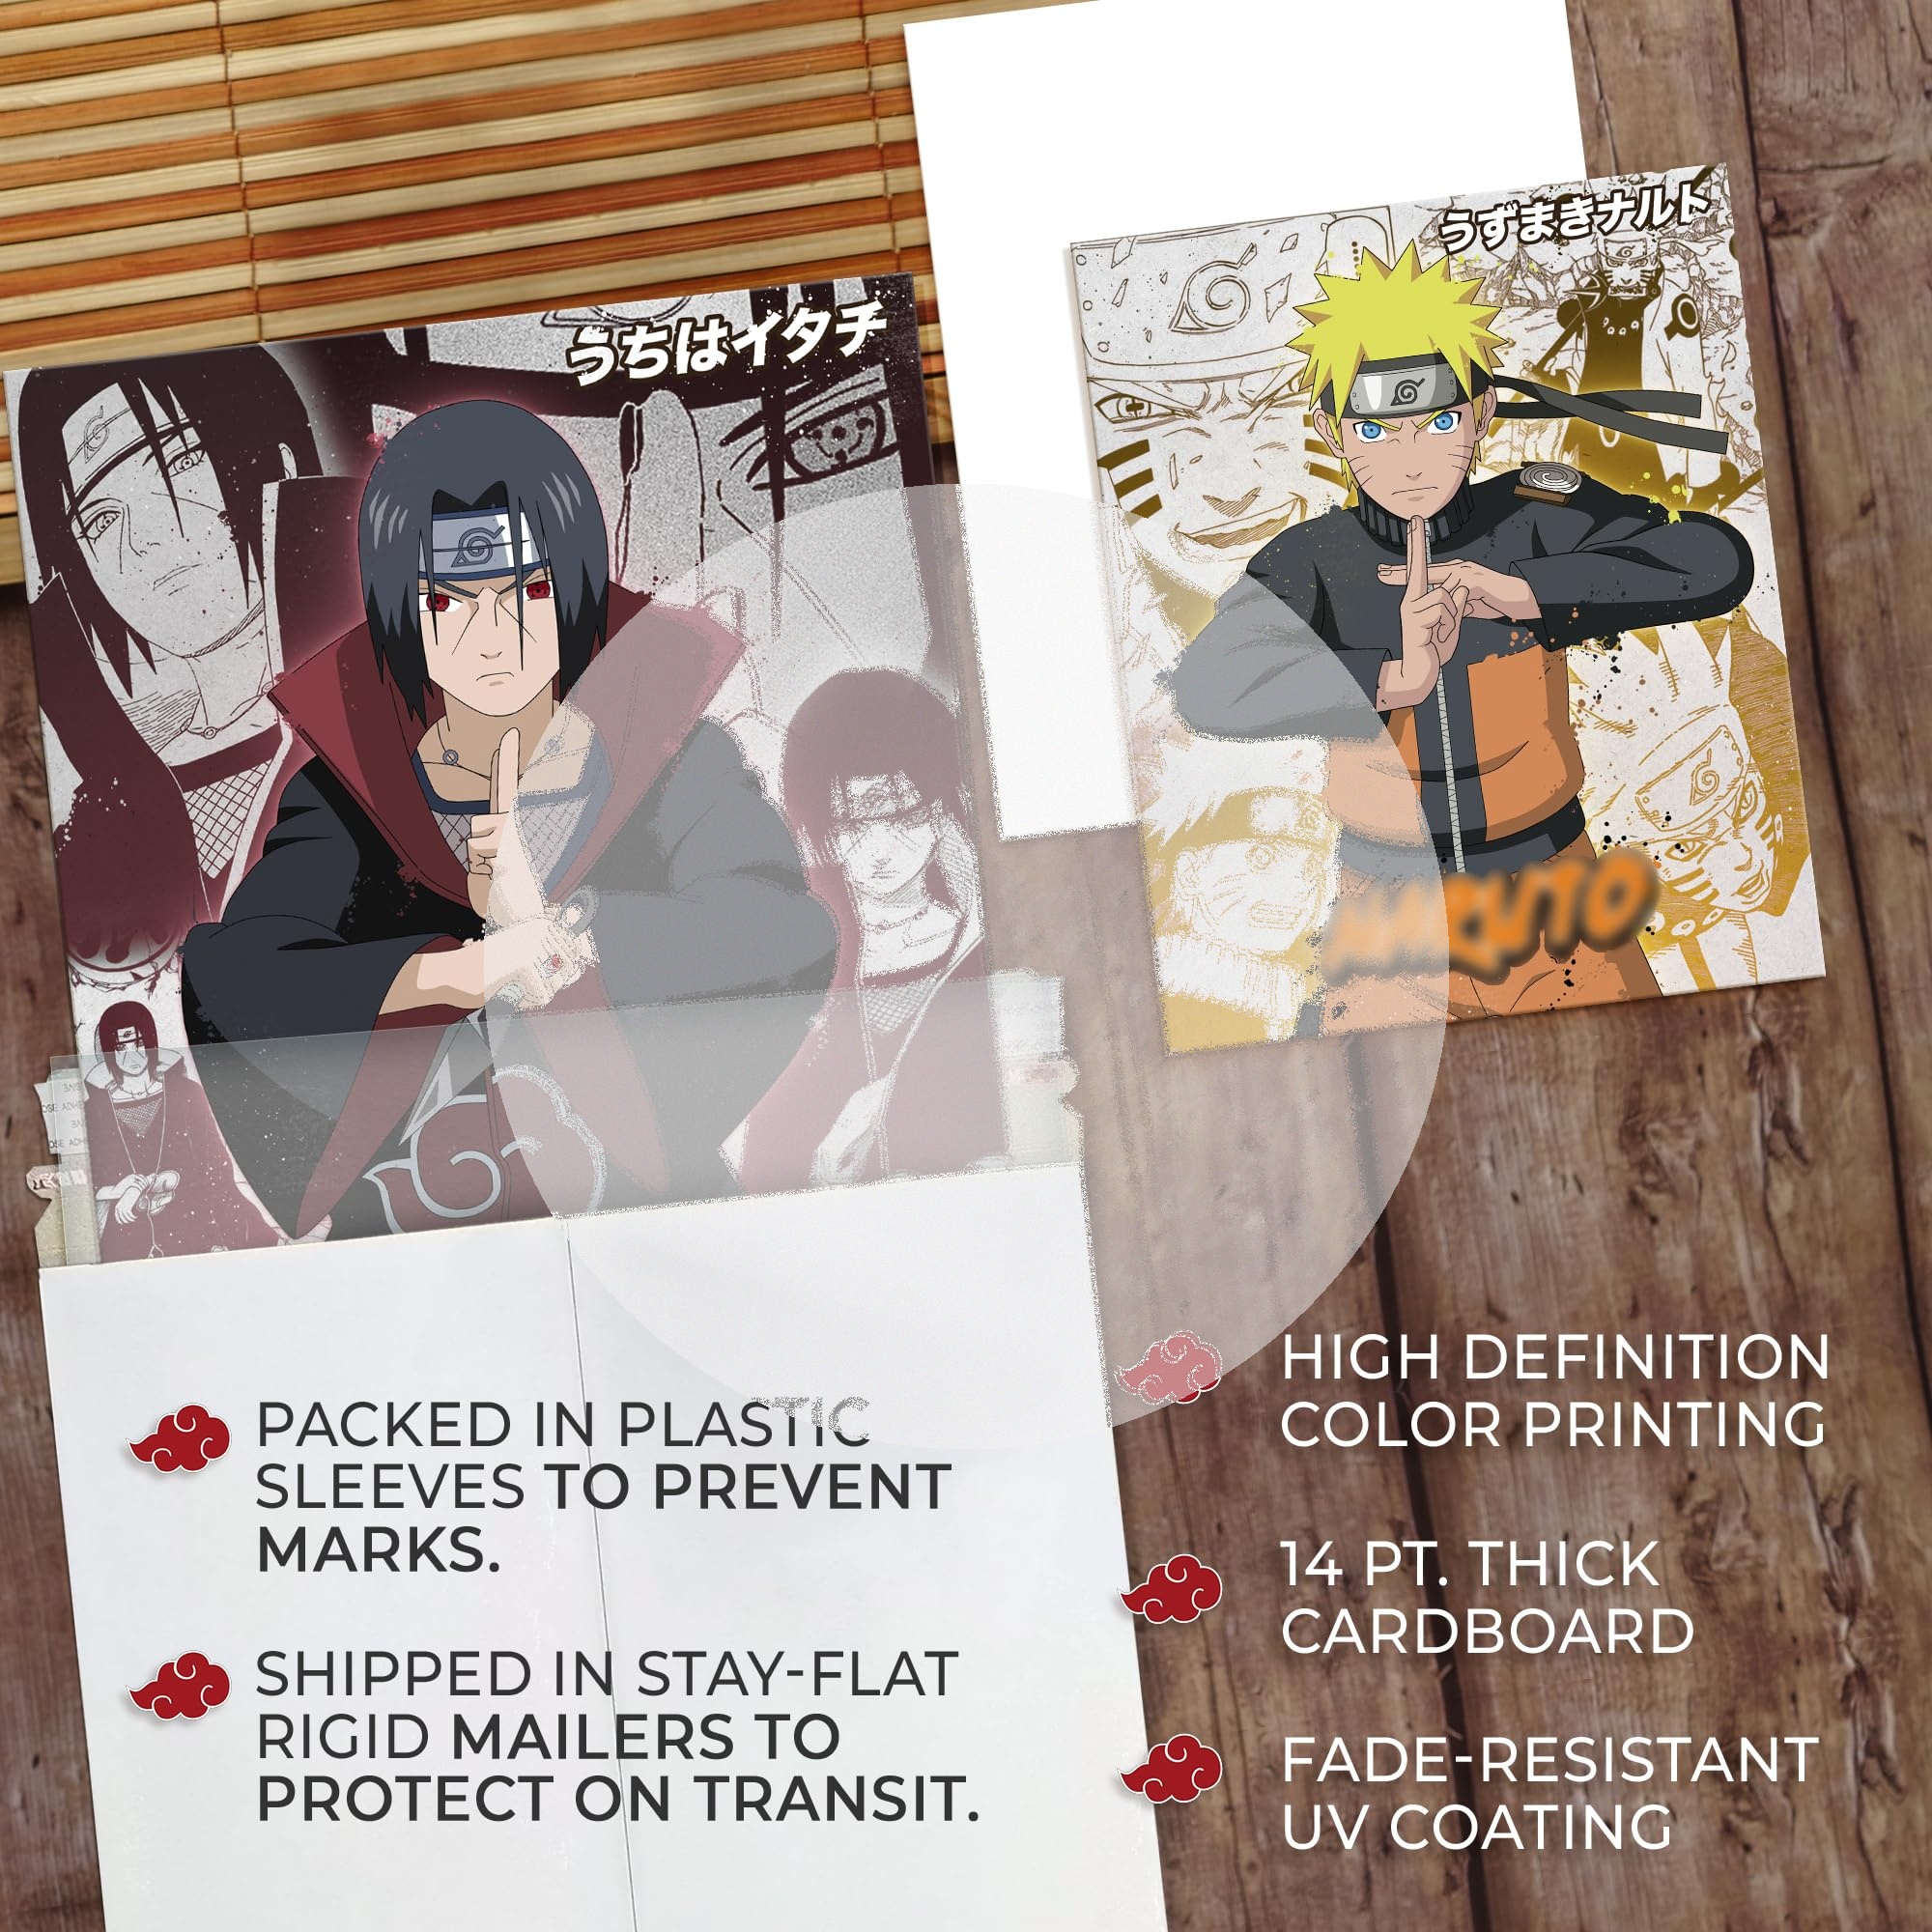 うちはイタチ
うずまきナルト
NARUTO
PACKED IN PLASTIC
SLEEVES TO PREVENT
MARKS.
SHIPPED IN STAY-FLAT
RIGID MAILERS TO
PROTECT ON TRANSIT.
HIGH DEFINITION
COLOR PRINTING
14 PT. THICK
CARDBOARD
FADE-RESISTANT
UV COATING